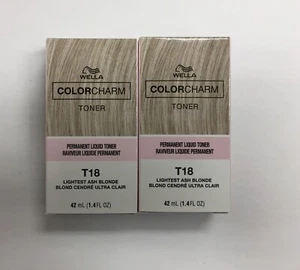 WELLA
COLORCHARM
TONER
PERMANENT LIQUID TONER
RAVIVEUR LIQUIDE PERMANENT
T18
LIGHTEST ASH BLONDE
BLOND CENDRÉ ULTRA CLAIR
42 mL (1.4 FL OZ)
WELLA
COLORCHARM
TONER
PERMANENT LIQUID TONER
RAVIVEUR LIQUIDE PERMANENT
T18
LIGHTEST ASH BLONDE
BLOND CENDRÉ ULTRA CLAIR
42 mL (1.4 FL OZ)